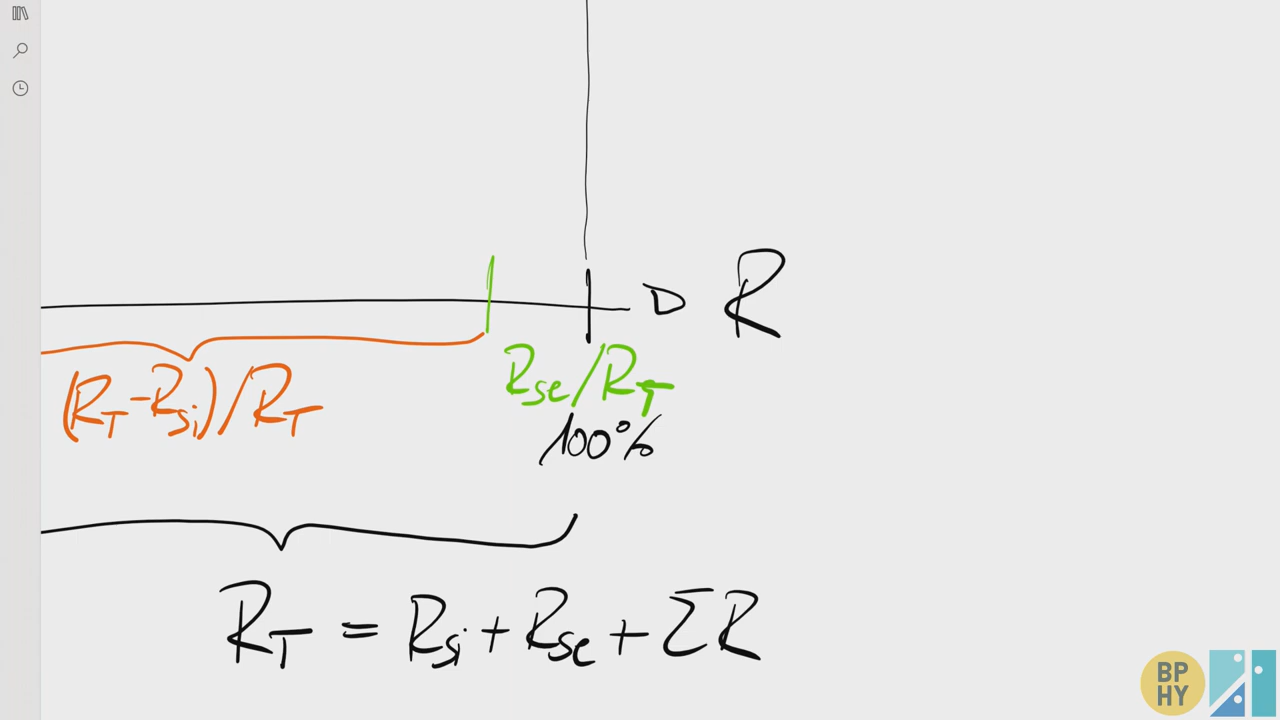 R
Rse/RT
(RT-Rsi)/RT
100%
RT = Rsi + Rse + ΣR
BP
HY